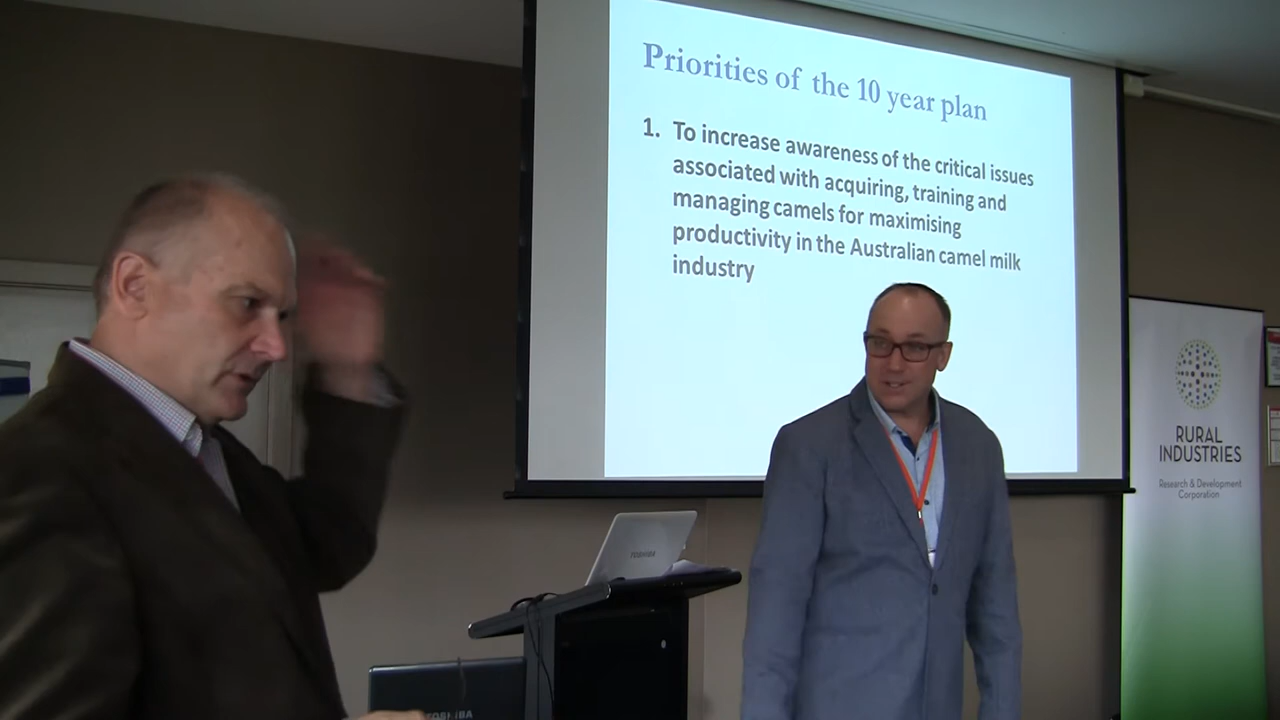 Priorities of the 10 year plan
1. To increase awareness of the critical issues
associated with acquiring, training and
managing camels for maximising
productivity in the Australian camel milk
industry
RURAL
INDUSTRIES
Research & Development
Corporation
TOSHIBA
TOSHIBA